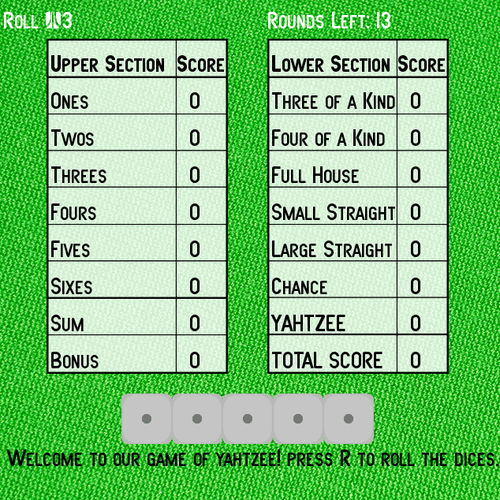 Roll
Rounds Left: 13
Upper Section Score
Ones 0
Twos 0
Threes 0
Fours 0
Fives 0
Sixes 0
Sum 0
Bonus 0
Lower Section Score
Three of a Kind 0
Four of a Kind 0
Full House 0
Small Straight 0
Large Straight 0
Chance 0
YAHTZEE 0
TOTAL SCORE 0
Welcome to our game of yahtzee! press R to roll the dices.